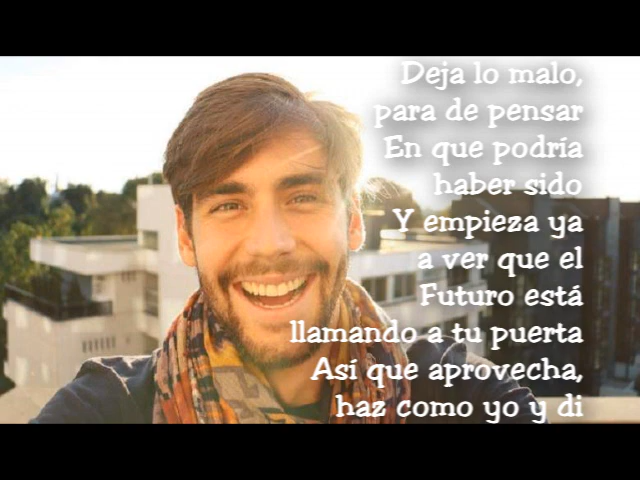 Deja lo malo,
para de pensar
En que podría
haber sido
Y empieza ya
a ver que el
Futuro está
llamando a tu puerta
Así que aprovecha,
haz como yo y di